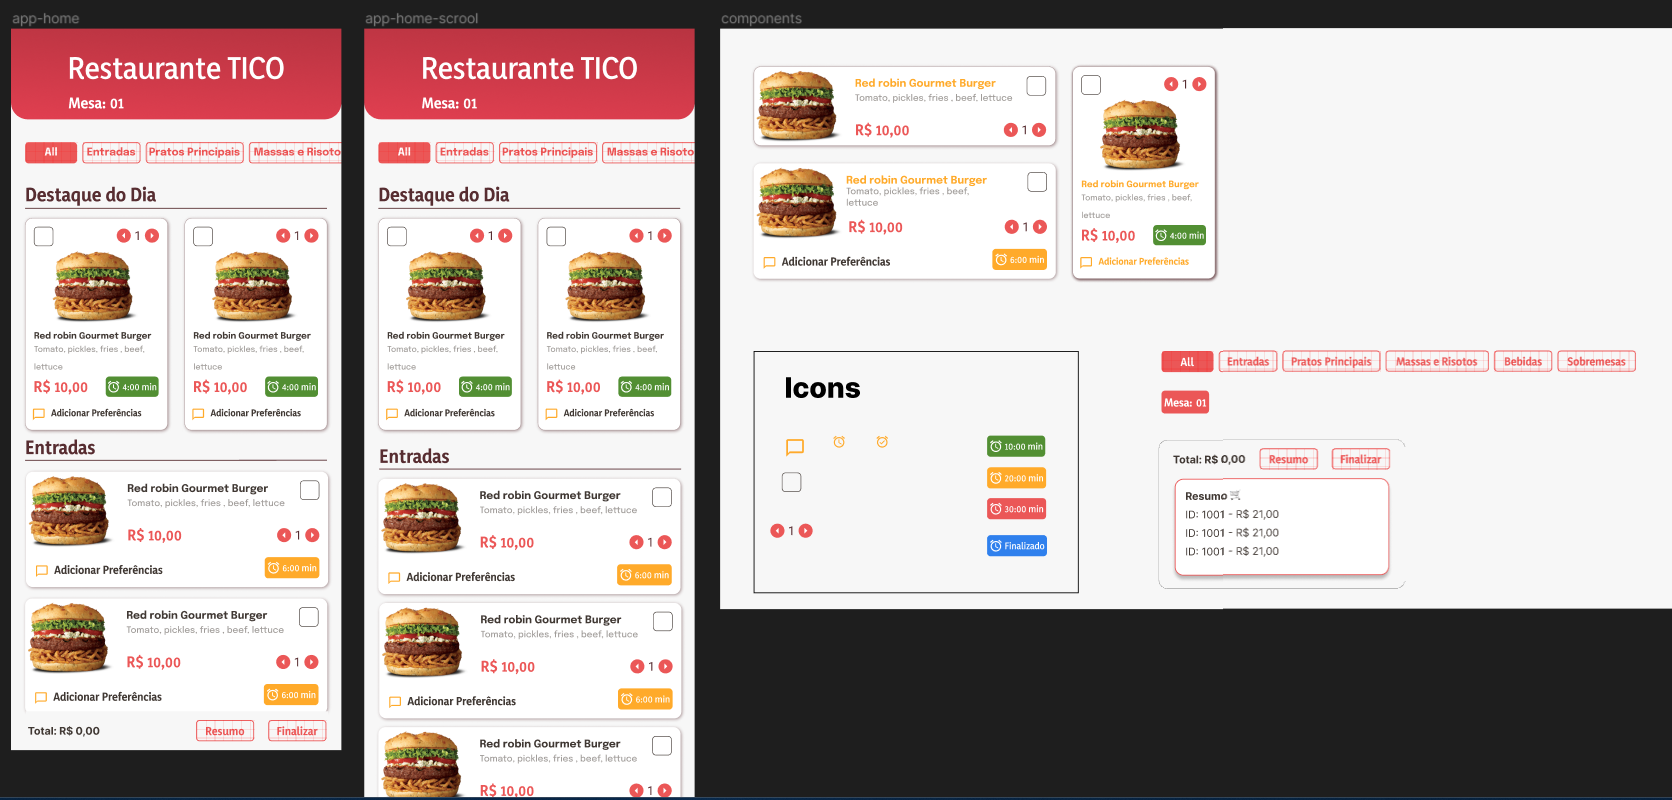 app-home
Restaurante TICO
Mesa: 01
All
Entradas
Pratos Principais
Massas e Risoto
Destaque do Dia
1
1
Red robin Gourmet Burger
Red robin Gourmet Burger
Tomato, pickles, fries , beef,
lettuce
Tomato, pickles, fries , beef,
lettuce
R$ 10,00
4:00 min
R$ 10,00
4:00 min
Adicionar Preferências
Adicionar Preferências
Entradas
Red robin Gourmet Burger
Tomato, pickles, fries , beef, lettuce
R$ 10,00
1
Adicionar Preferências
6:00 min
Red robin Gourmet Burger
Tomato, pickles, fries , beef, lettuce
R$ 10,00
1
Adicionar Preferências
6:00 min
Total: R$ 0,00
Resumo
Finalizar
app-home-scrool
Restaurante TICO
Mesa: 01
All
Entradas
Pratos Principais
Massas e Risoto
Destaque do Dia
1
1
Red robin Gourmet Burger
Red robin Gourmet Burger
Tomato, pickles, fries , beef,
lettuce
Tomato, pickles, fries , beef,
lettuce
R$ 10,00
4:00 min
R$ 10,00
4:00 min
Adicionar Preferências
Adicionar Preferências
Entradas
Red robin Gourmet Burger
Tomato, pickles, fries , beef, lettuce
R$ 10,00
1
Adicionar Preferências
6:00 min
Red robin Gourmet Burger
Tomato, pickles, fries , beef, lettuce
R$ 10,00
1
Adicionar Preferências
6:00 min
Red robin Gourmet Burger
Tomato, pickles, fries , beef, lettuce
R$ 10,00
1
components
Red robin Gourmet Burger
Tomato, pickles, fries , beef, lettuce
R$ 10,00
1
Red robin Gourmet Burger
Tomato, pickles, fries , beef,
lettuce
R$ 10,00
1
Adicionar Preferências
6:00 min
1
Red robin Gourmet Burger
Tomato, pickles, fries , beef,
lettuce
R$ 10,00
4:00 min
Adicionar Preferências
Icons
1
10:00 min
20:00 min
30:00 min
Finalizado
All
Entradas
Pratos Principais
Massas e Risotos
Bebidas
Sobremesas
Mesa: 01
Total: R$ 0,00
Resumo
Finalizar
Resumo
ID: 1001 - R$ 21,00
ID: 1001 - R$ 21,00
ID: 1001 - R$ 21,00